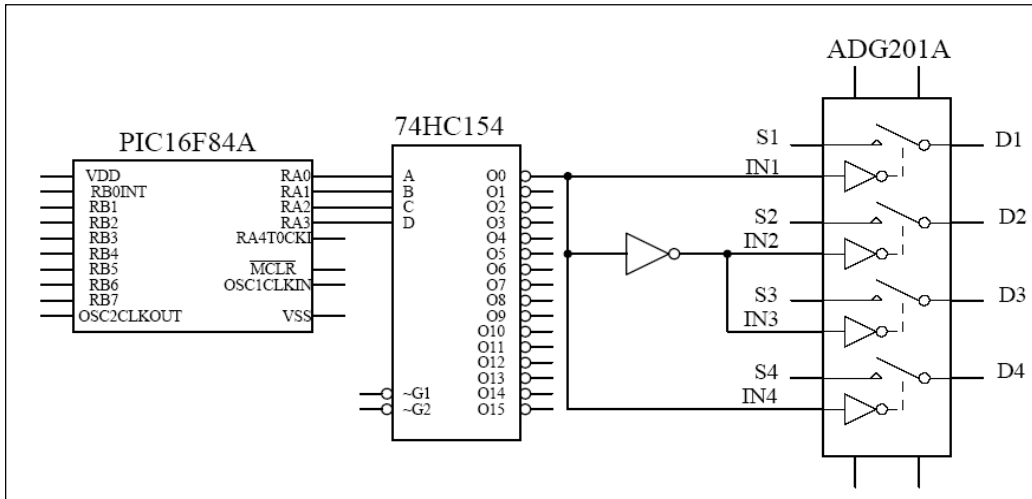 ADG201A
74HC154
PIC16F84A
VDD
RB0INT
RB1
RB2
RB3
RB4
RB5
RB6
RB7
OSC2CLKOUT
RA0
RA1
RA2
RA3
RA4T0CKI
MCLR
OSC1CLKIN
VSS
A
B
C
D
~G1
~G2
O0
O1
O2
O3
O4
O5
O6
O7
O8
O9
O10
O11
O12
O13
O14
O15
S1
IN1
S2
IN2
S3
IN3
S4
IN4
D1
D2
D3
D4